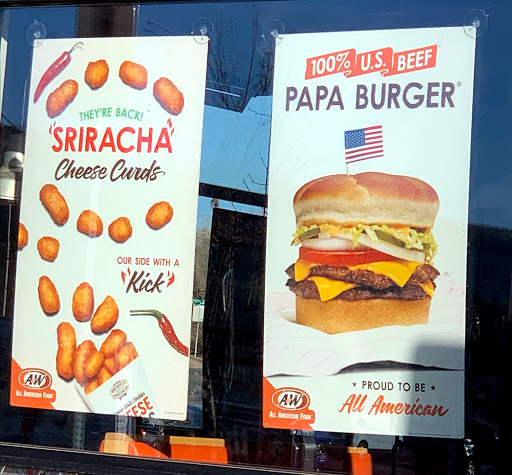 THEY'RE BACK!
SRIRACHA
Cheese Curds
OUR SIDE WITH A
"Kick"
CHEESE
A&W
ALL AMERICAN FOOD
100% U.S. BEEF
PAPA BURGER®
★ PROUD TO BE ★
All American
A&W
ALL AMERICAN FOOD